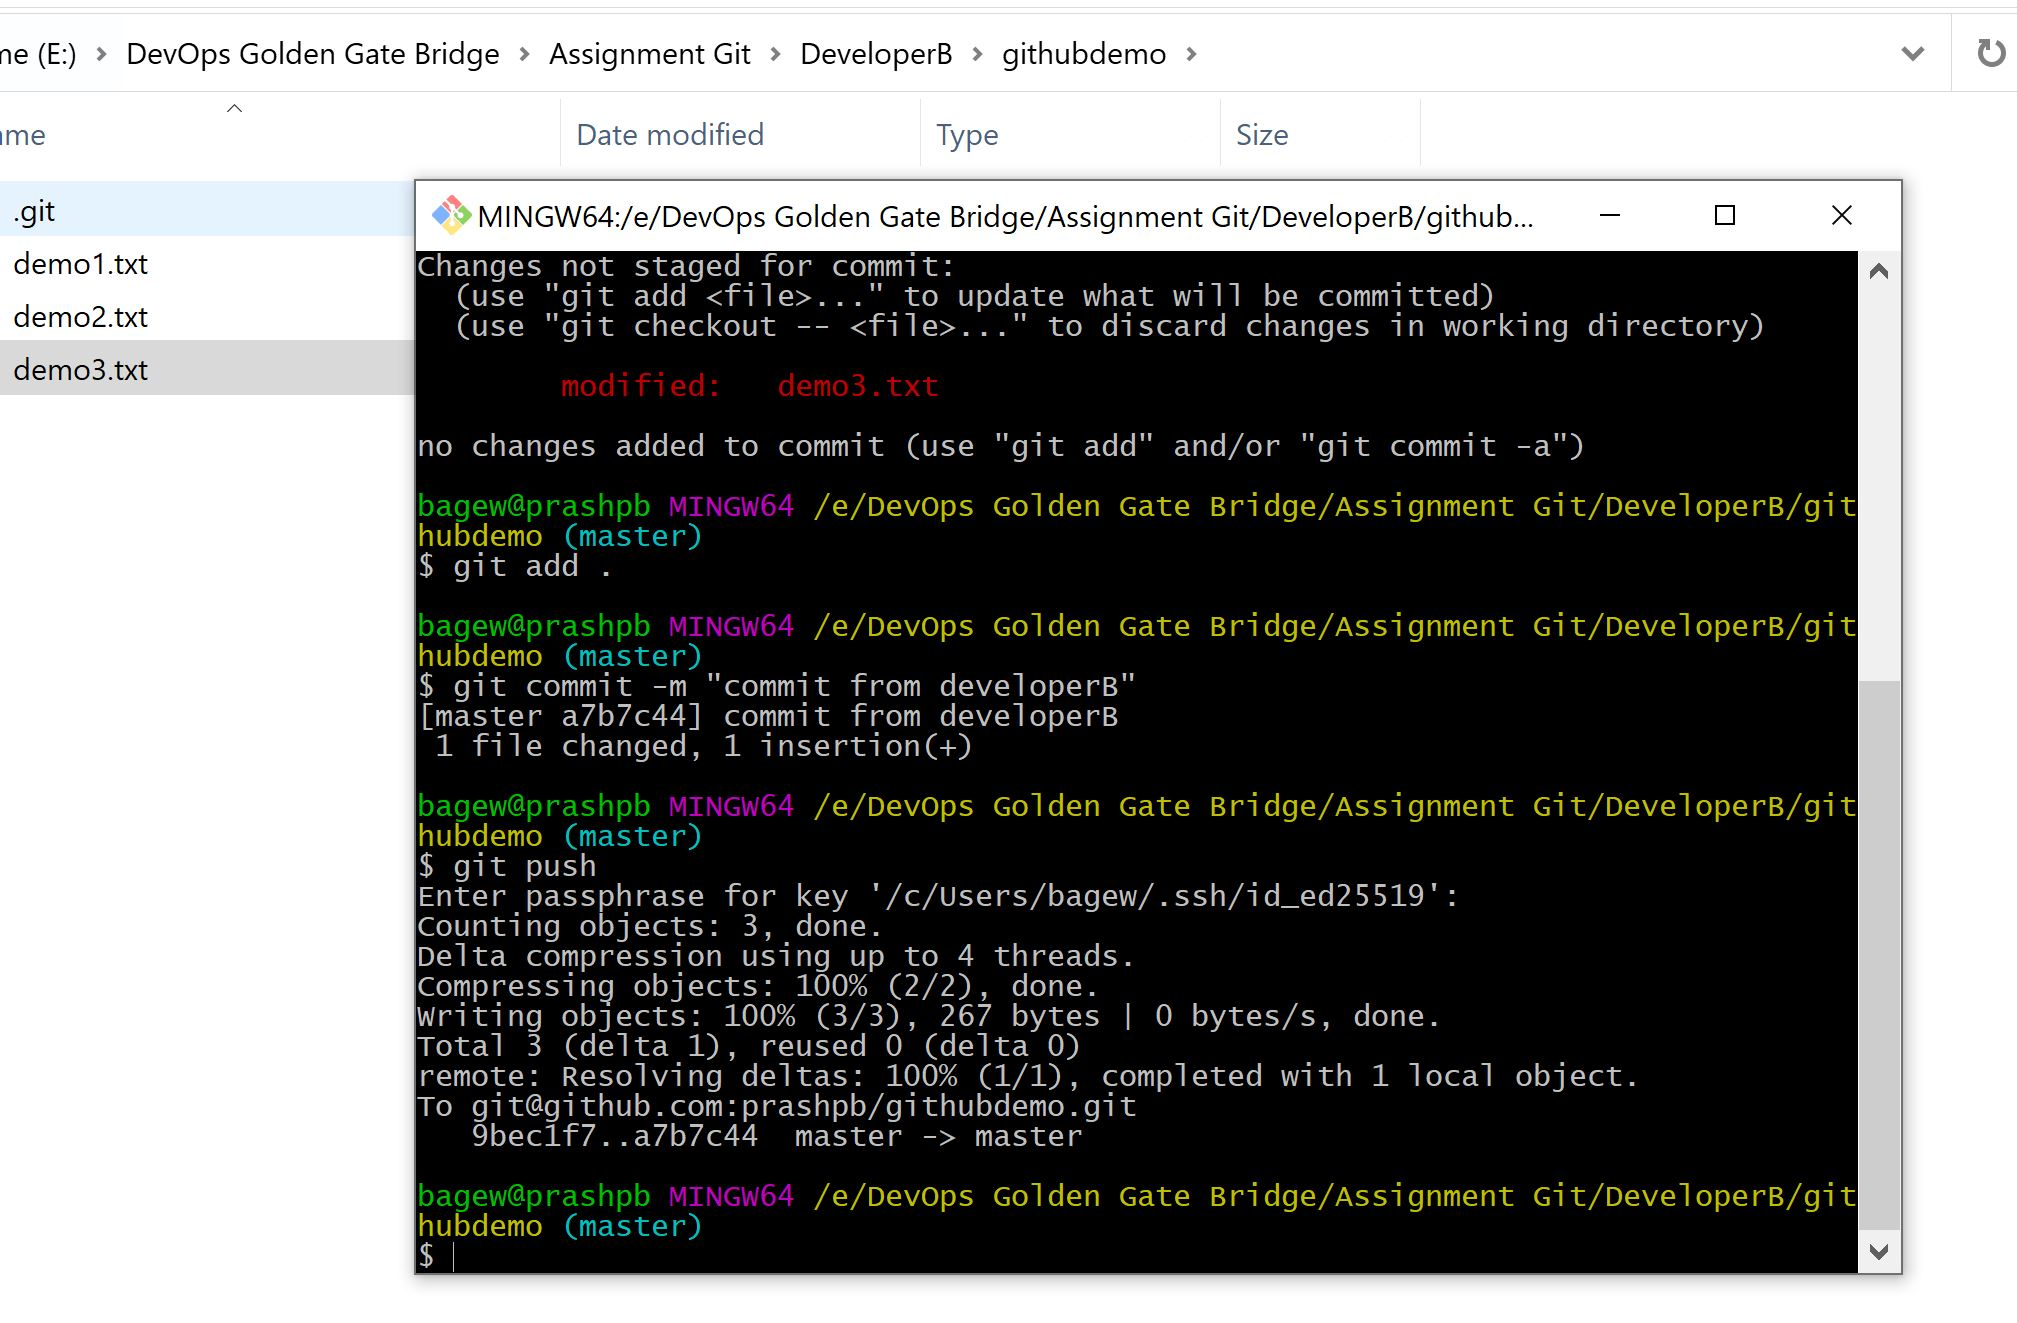 me (E:) > DevOps Golden Gate Bridge > Assignment Git > DeveloperB > githubdemo >
Date modified Type Size
.git
demo1.txt
demo2.txt
demo3.txt
MINGW64:/e/DevOps Golden Gate Bridge/Assignment Git/DeveloperB/github...
Changes not staged for commit:
(use "git add <file>..." to update what will be committed)
(use "git checkout -- <file>..." to discard changes in working directory)
modified: demo3.txt
no changes added to commit (use "git add" and/or "git commit -a")
bagew@prashpb MINGW64 /e/DevOps Golden Gate Bridge/Assignment Git/DeveloperB/git
hubdemo (master)
$ git add .
bagew@prashpb MINGW64 /e/DevOps Golden Gate Bridge/Assignment Git/DeveloperB/git
hubdemo (master)
$ git commit -m "commit from developerB"
[master a7b7c44] commit from developerB
1 file changed, 1 insertion(+)
bagew@prashpb MINGW64 /e/DevOps Golden Gate Bridge/Assignment Git/DeveloperB/git
hubdemo (master)
$ git push
Enter passphrase for key '/c/Users/bagew/.ssh/id_ed25519':
Counting objects: 3, done.
Delta compression using up to 4 threads.
Compressing objects: 100% (2/2), done.
Writing objects: 100% (3/3), 267 bytes | 0 bytes/s, done.
Total 3 (delta 1), reused 0 (delta 0)
remote: Resolving deltas: 100% (1/1), completed with 1 local object.
To git@github.com:prashpb/githubdemo.git
9bec1f7..a7b7c44 master -> master
bagew@prashpb MINGW64 /e/DevOps Golden Gate Bridge/Assignment Git/DeveloperB/git
hubdemo (master)
$